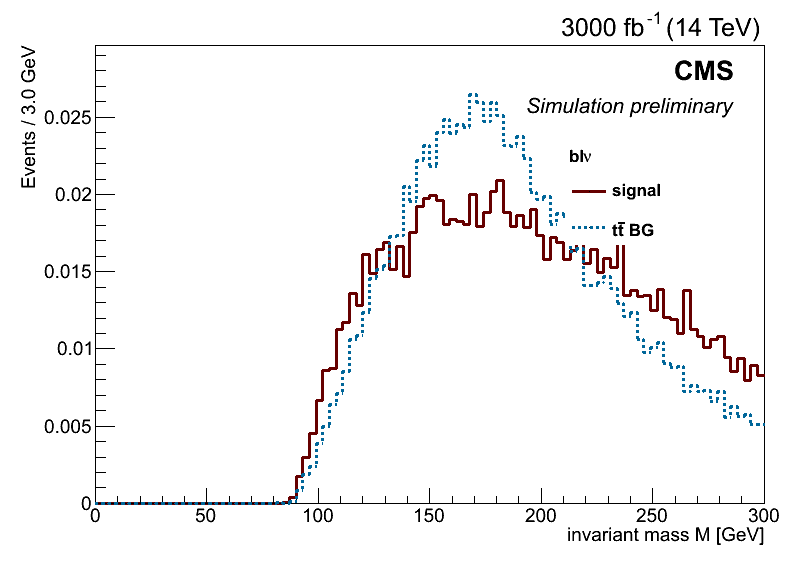 3000 fb⁻¹ (14 TeV)
CMS
Simulation preliminary
blν
signal
tt̅ BG
Events / 3.0 GeV
0.025
0.02
0.015
0.01
0.005
0
0 50 100 150 200 250 300
invariant mass M [GeV]